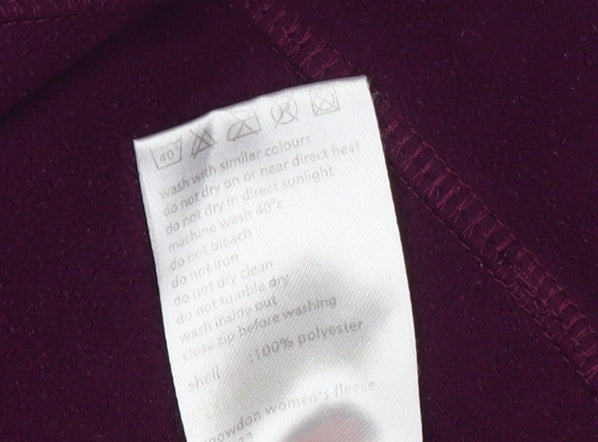 40°
wash with similar colours
do not dry on or near direct heat
do not dry in direct sunlight
machine wash 40°c
do not bleach
do not iron
do not dry clean
do not tumble dry
wash inside out
close zip before washing
shell :100% polyester
women's fleece